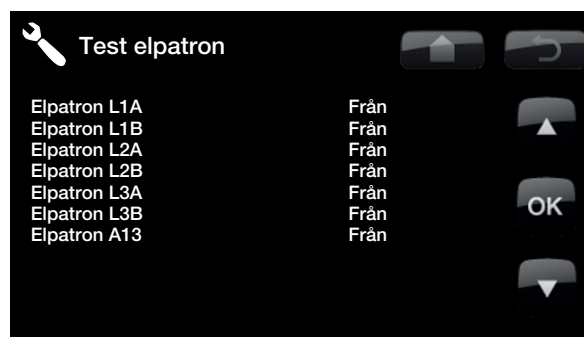 Test elpatron
Elpatron L1A Från
Elpatron L1B Från
Elpatron L2A Från
Elpatron L2B Från
Elpatron L3A Från
Elpatron L3B Från
Elpatron A13 Från
OK